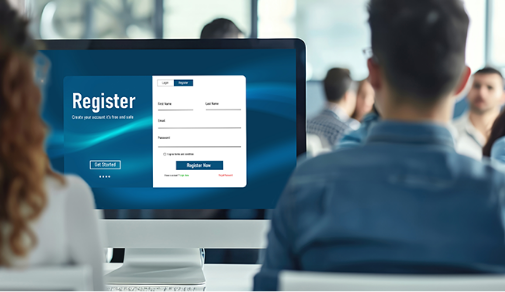 Register
Create your account it's free and safe
Get Started
Login Register
First Name Last Name
Email
Password
Register Now